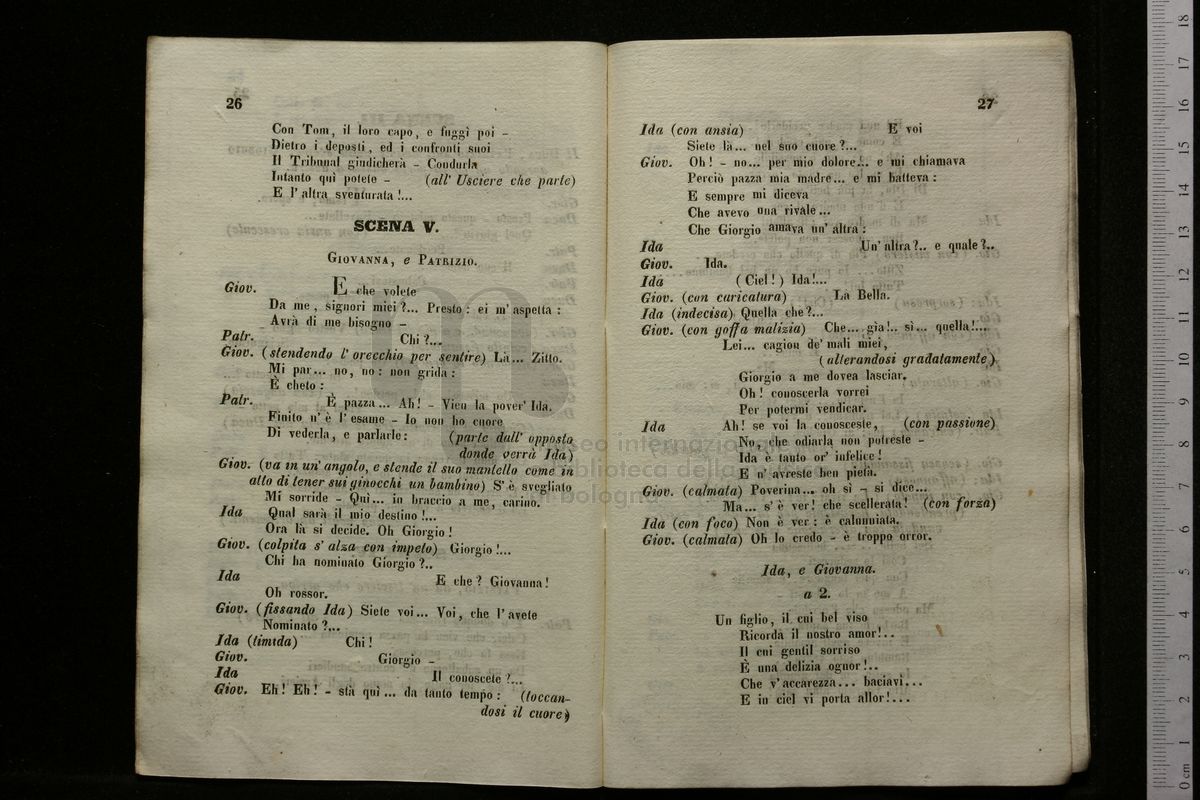 26
Con Tom, il loro capo, e fuggì poi -
Dietro i deposti, ed i confronti suoi
Il Tribunal giudicherà - Condurla
Intanto quì potete - (all' Usciere che parte)
E l' altra sventurata !...
SCENA V.
GIOVANNA, e PATRIZIO.
Giov. E che volete
Da me, signori miei ?... Presto : ei m' aspetta :
Avrà di me bisogno -
Patr. Chi ?...
Giov. (stendendo l' orecchio per sentire) Là... Zitto.
Mi par... no, no : non grida :
È cheto :
Patr. È pazza... Ah! - Vien la pover' Ida.
Finito n' è l' esame - Io non ho cuore
Di vederla, e parlarle : (parte dall' opposto
donde verrà Ida)
Giov. (va in un' angolo, e stende il suo mantello come in
atto di tener sui ginocchi un bambino) S' è svegliato
Mi sorride - Quì... in braccio a me, carino.
Ida Qual sarà il mio destino !...
Ora là si decide. Oh Giorgio !
Giov. (colpita s' alza con impeto) Giorgio !...
Chi ha nominato Giorgio ?..
Ida E che ? Giovanna !
Oh rossor.
Giov. (fissando Ida) Siete voi... Voi, che l' avete
Nominato ?...
Ida (timida) Chi !
Giov. Giorgio -
Ida Il conoscete ?...
Giov. Eh! Eh! - stà qui... da tanto tempo : (toccan-
dosi il cuore)
27
Ida (con ansia) E voi
Siete là... nel suo cuore ?...
Giov. Oh! - no... per mio dolore... e mi chiamava
Perciò pazza mia madre... e mi batteva :
E sempre mi diceva
Che avevo una rivale...
Che Giorgio amava un' altra :
Ida Un' altra ?.. e quale ?..
Giov. Ida.
Ida (Ciel !) Ida !...
Giov. (con caricatura) La Bella.
Ida (indecisa) Quella che ?...
Giov. (con goffa malizia) Che... gia !.. sì... quella !....
Lei... cagion de' mali miei,
(alterandosi gradatamente)
Giorgio a me dovea lasciar.
Oh ! conoscerla vorrei
Per potermi vendicar.
Ida Ah! se voi la conosceste, (con passione)
No, che odiarla non potreste -
Ida è tanto or' infelice !
E n' avreste ben pietà.
Giov. (calmata) Poverina... oh sì - si dice...
Ma... s' è ver! che scellerata! (con forza)
Ida (con foco) Non è ver : è calunniata.
Giov. (calmata) Oh lo credo - è troppo orror.
Ida, e Giovanna.
a 2.
Un figlio, il cui bel viso
Ricorda il nostro amor !..
Il cui gentil sorriso
È una delizia ognor !..
Che v' accarezza... baciavi...
E in ciel vi porta allor !....